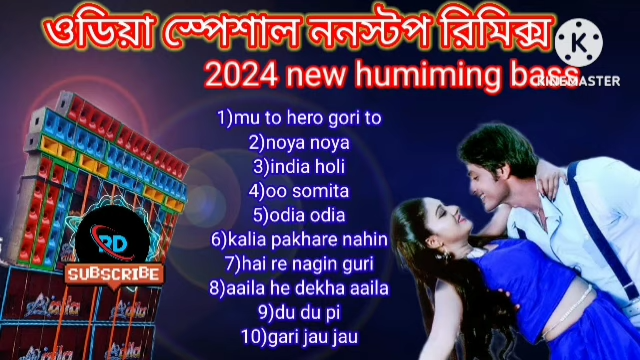 ওডিয়া স্পেশাল ননস্টপ রিমিক্স
2024 new humiming bass
KINEMASTER
1)mu to hero gori to
2)noya noya
3)india holi
4)oo somita
5)odia odia
6)kalia pakhare nahin
7)hai re nagin guri
8)aaila he dekha aaila
9)du du pi
10)gari jau jau
RD
SUBSCRIBE